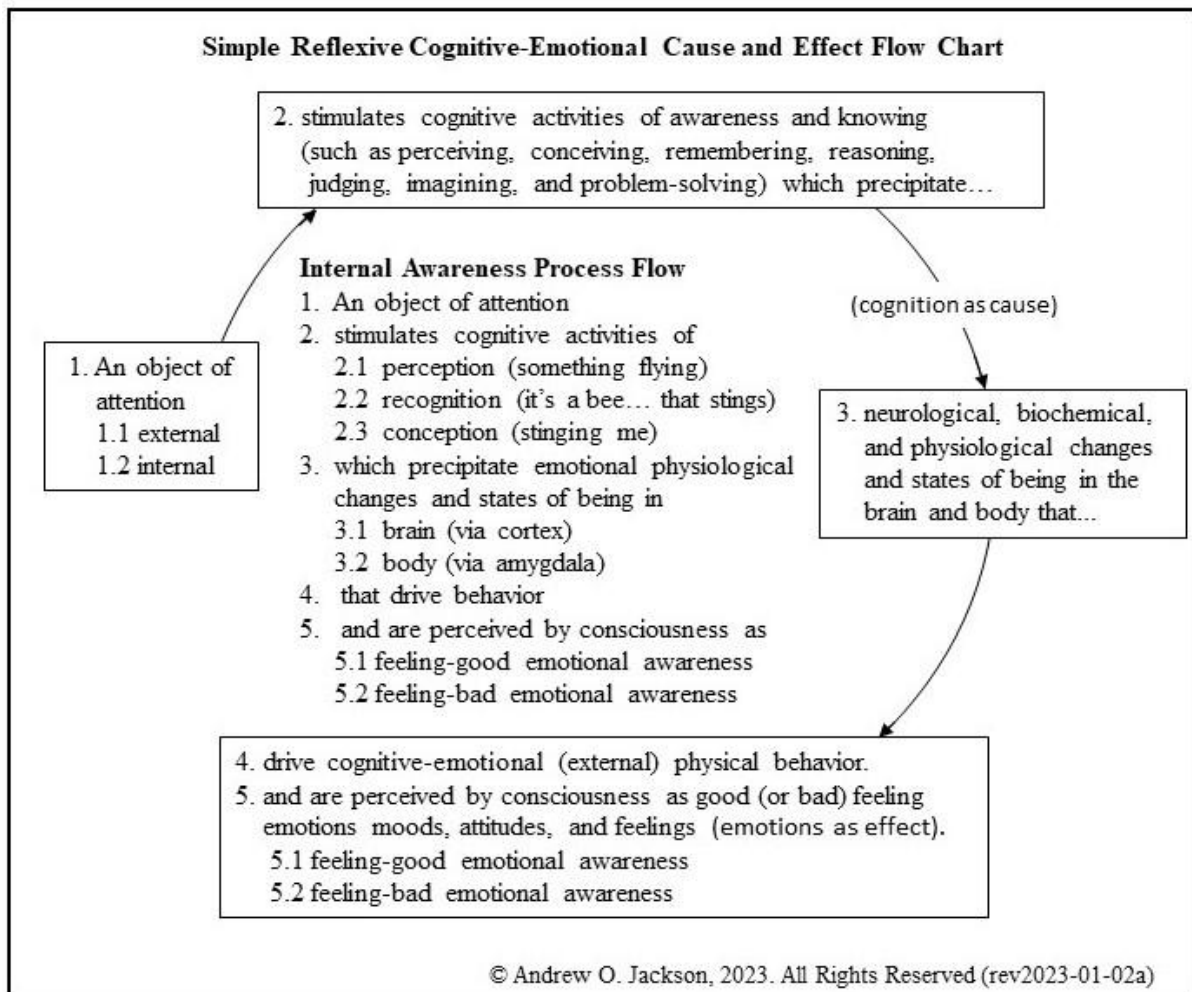 Simple Reflexive Cognitive-Emotional Cause and Effect Flow Chart
2. stimulates cognitive activities of awareness and knowing
(such as perceiving, conceiving, remembering, reasoning,
judging, imagining, and problem-solving) which precipitate…
(cognition as cause)
1. An object of
attention
1.1 external
1.2 internal
Internal Awareness Process Flow
1. An object of attention
2. stimulates cognitive activities of
2.1 perception (something flying)
2.2 recognition (it’s a bee… that stings)
2.3 conception (stinging me)
3. which precipitate emotional physiological
changes and states of being in
3.1 brain (via cortex)
3.2 body (via amygdala)
4. that drive behavior
5. and are perceived by consciousness as
5.1 feeling-good emotional awareness
5.2 feeling-bad emotional awareness
3. neurological, biochemical,
and physiological changes
and states of being in the
brain and body that...
4. drive cognitive-emotional (external) physical behavior.
5. and are perceived by consciousness as good (or bad) feeling
emotions moods, attitudes, and feelings (emotions as effect).
5.1 feeling-good emotional awareness
5.2 feeling-bad emotional awareness
© Andrew O. Jackson, 2023. All Rights Reserved (rev2023-01-02a)